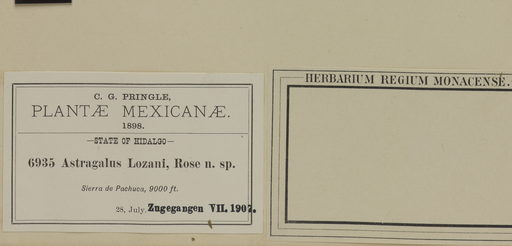 C. G. PRINGLE,
PLANTÆ MEXICANÆ.
1898.
—STATE OF HIDALGO—
6935 Astragalus Lozani, Rose n. sp.
Sierra de Pachuca, 9000 ft.
28, July. Zugegangen VII. 1907.
HERBARIUM REGIUM MONACENSE.